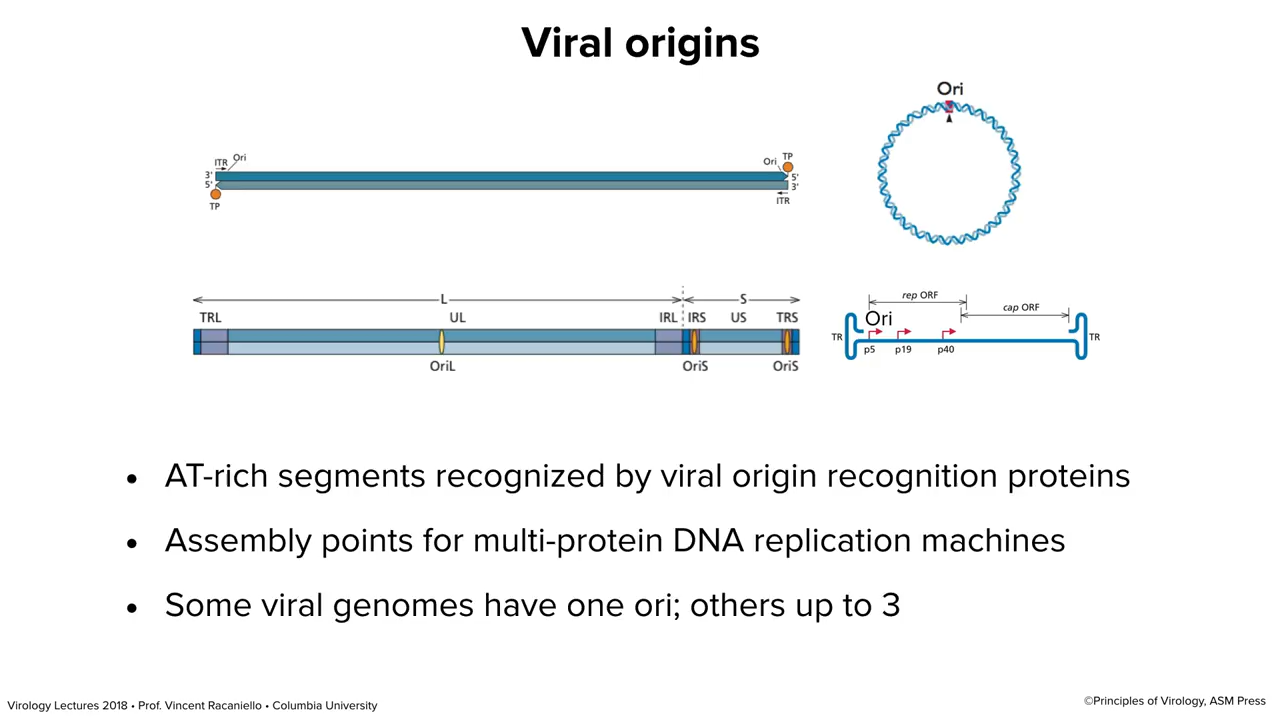 Viral origins
Ori
ITR
Ori
Ori
TP
3'
5'
5'
3'
TP
ITR
L
S
TRL
UL
IRL
IRS
US
TRS
OriL
OriS
OriS
rep ORF
cap ORF
Ori
TR
TR
p5
p19
p40
• AT-rich segments recognized by viral origin recognition proteins
• Assembly points for multi-protein DNA replication machines
• Some viral genomes have one ori; others up to 3
Virology Lectures 2018 • Prof. Vincent Racaniello • Columbia University
©Principles of Virology, ASM Press